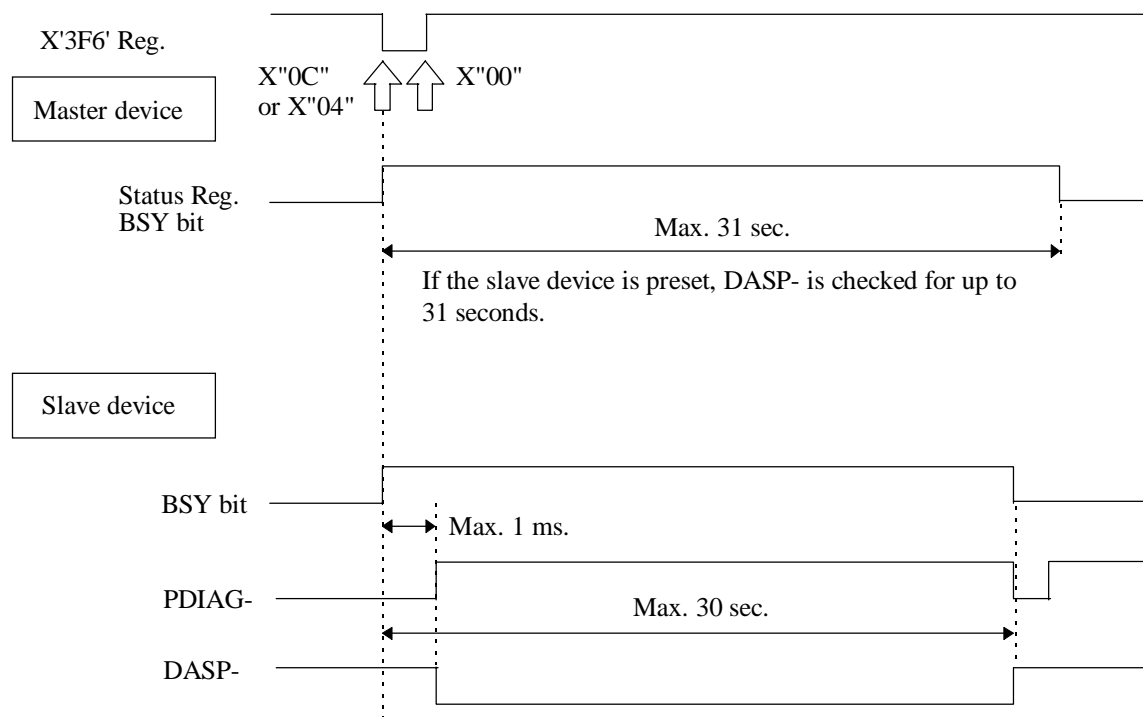 X'3F6' Reg.
X"0C"
or X"04"
X"00"
Master device
Status Reg.
BSY bit
Max. 31 sec.
If the slave device is preset, DASP- is checked for up to
31 seconds.
Slave device
BSY bit
Max. 1 ms.
PDIAG-
Max. 30 sec.
DASP-